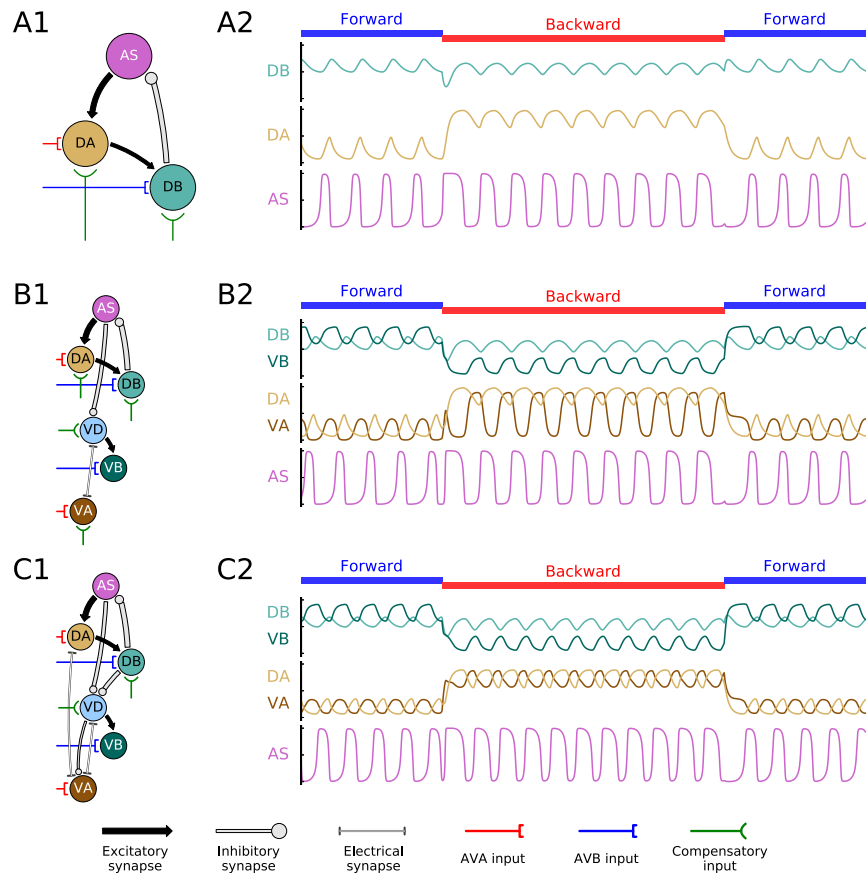 A1
AS
DA
DB
A2
Forward
Backward
Forward
DB
DA
AS
B1
AS
DA
DB
VD
VB
VA
B2
Forward
Backward
Forward
DB
VB
DA
VA
AS
C1
AS
DA
DB
VD
VB
VA
C2
Forward
Backward
Forward
DB
VB
DA
VA
AS
Excitatory
synapse
Inhibitory
synapse
Electrical
synapse
AVA input
AVB input
Compensatory
input